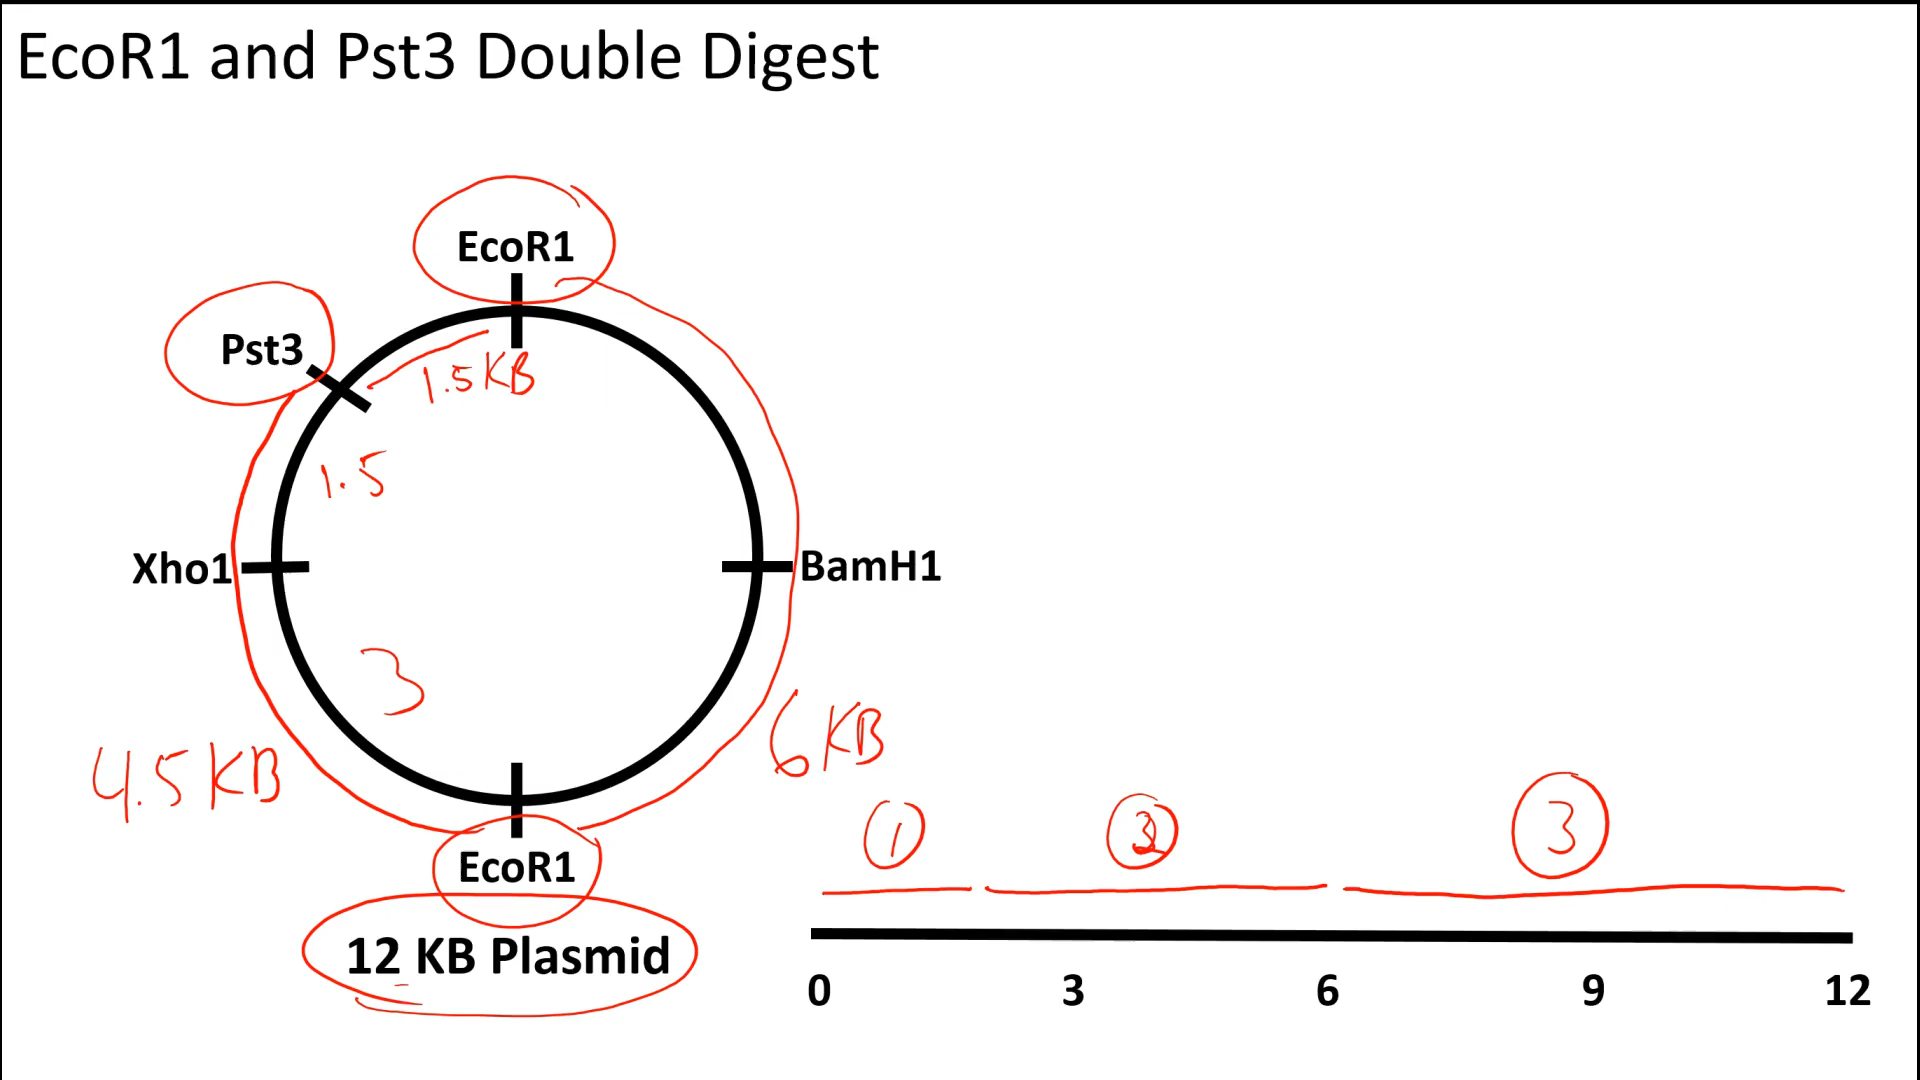 EcoR1 and Pst3 Double Digest
EcoR1
Pst3
1.5KB
1.5
Xho1
BamH1
3
4.5KB
6KB
EcoR1
12 KB Plasmid
1
2
3
0 3 6 9 12